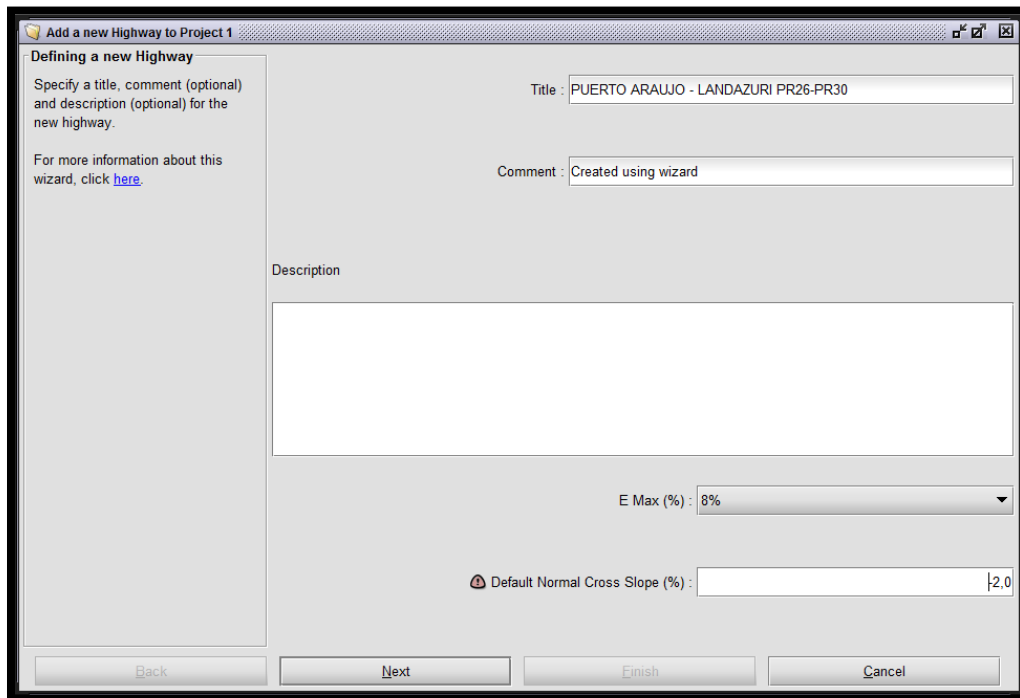 Add a new Highway to Project 1
Defining a new Highway
Specify a title, comment (optional)
and description (optional) for the
new highway.
For more information about this
wizard, click here.
Title : PUERTO ARAUJO - LANDAZURI PR26-PR30
Comment : Created using wizard
Description
E Max (%) : 8%
Default Normal Cross Slope (%) : -2,0
Back Next Finish Cancel